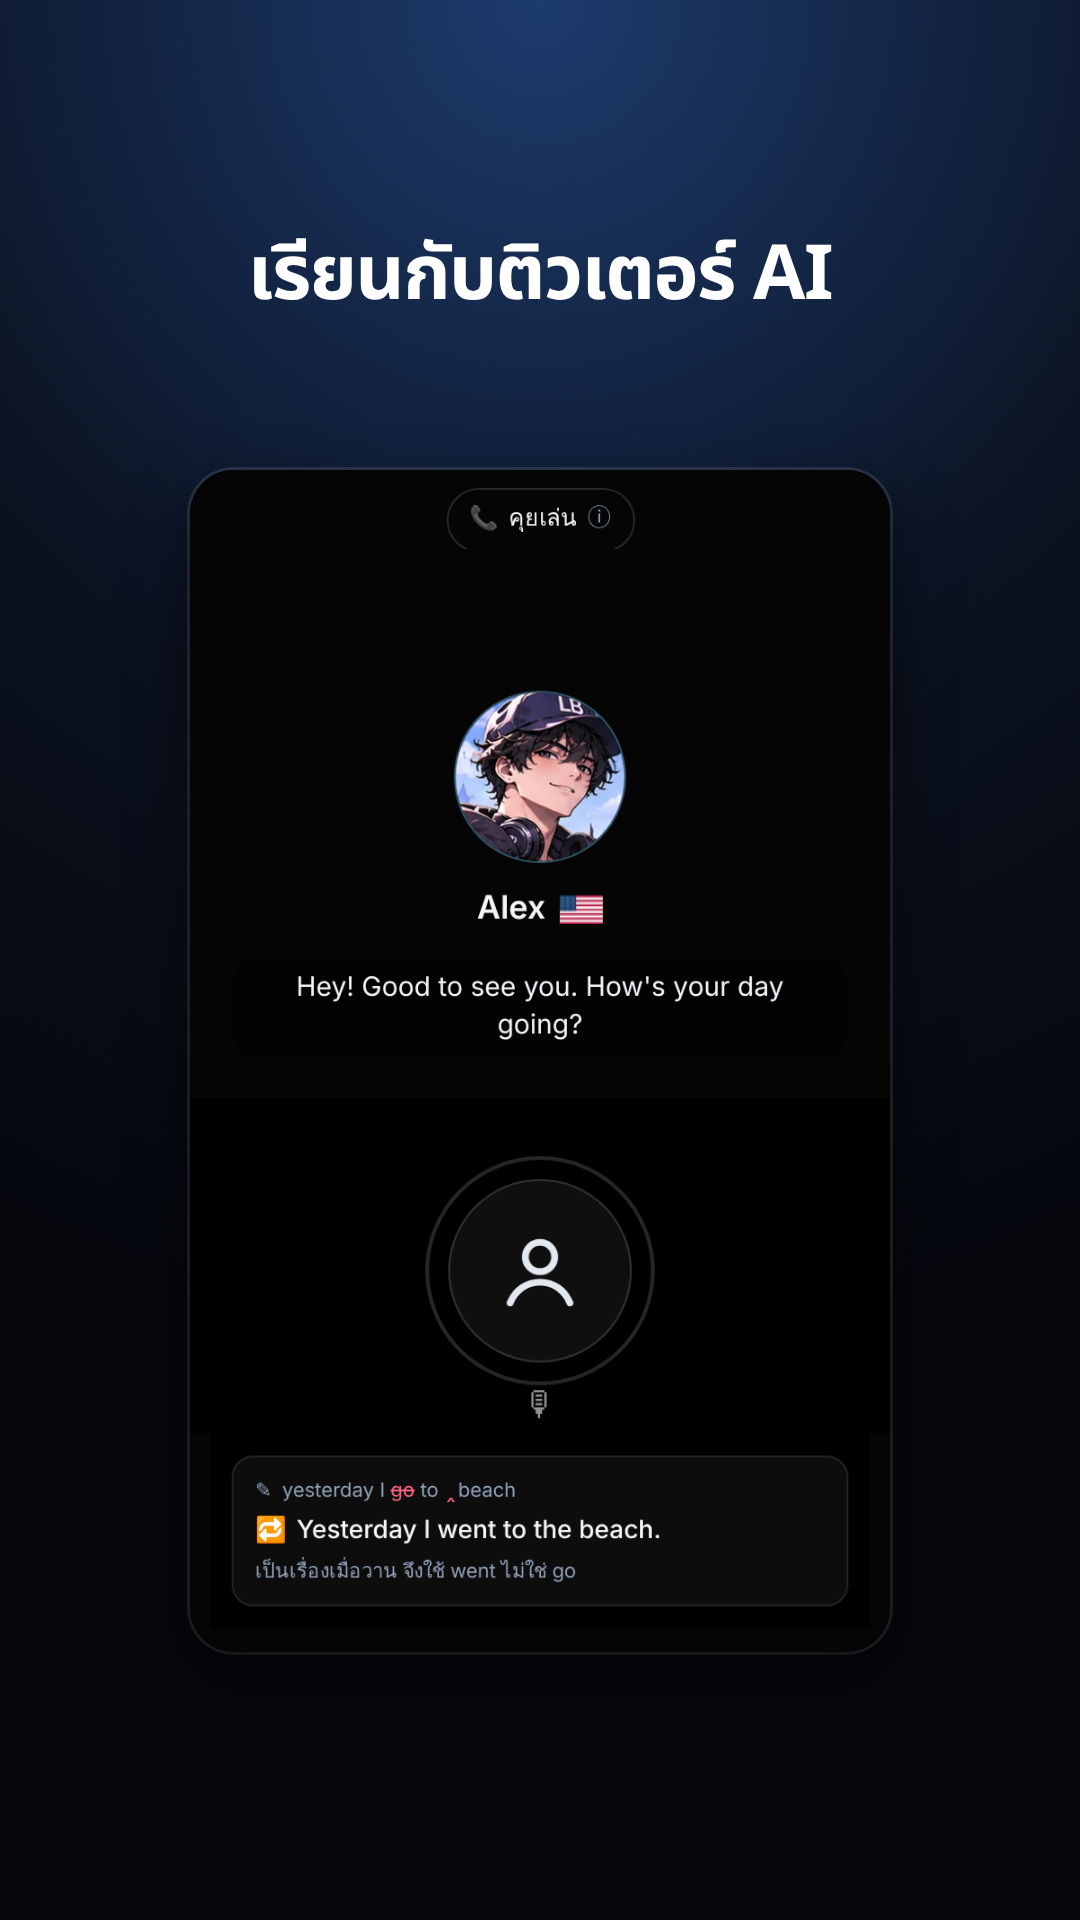 เรียนกับติวเตอร์ AI
📞 คุยเล่น ⓘ
LB
Alex 🇺🇸
Hey! Good to see you. How's your day
going?
✎ yesterday I go to ‸beach
🔁 Yesterday I went to the beach.
เป็นเรื่องเมื่อวาน จึงใช้ went ไม่ใช่ go